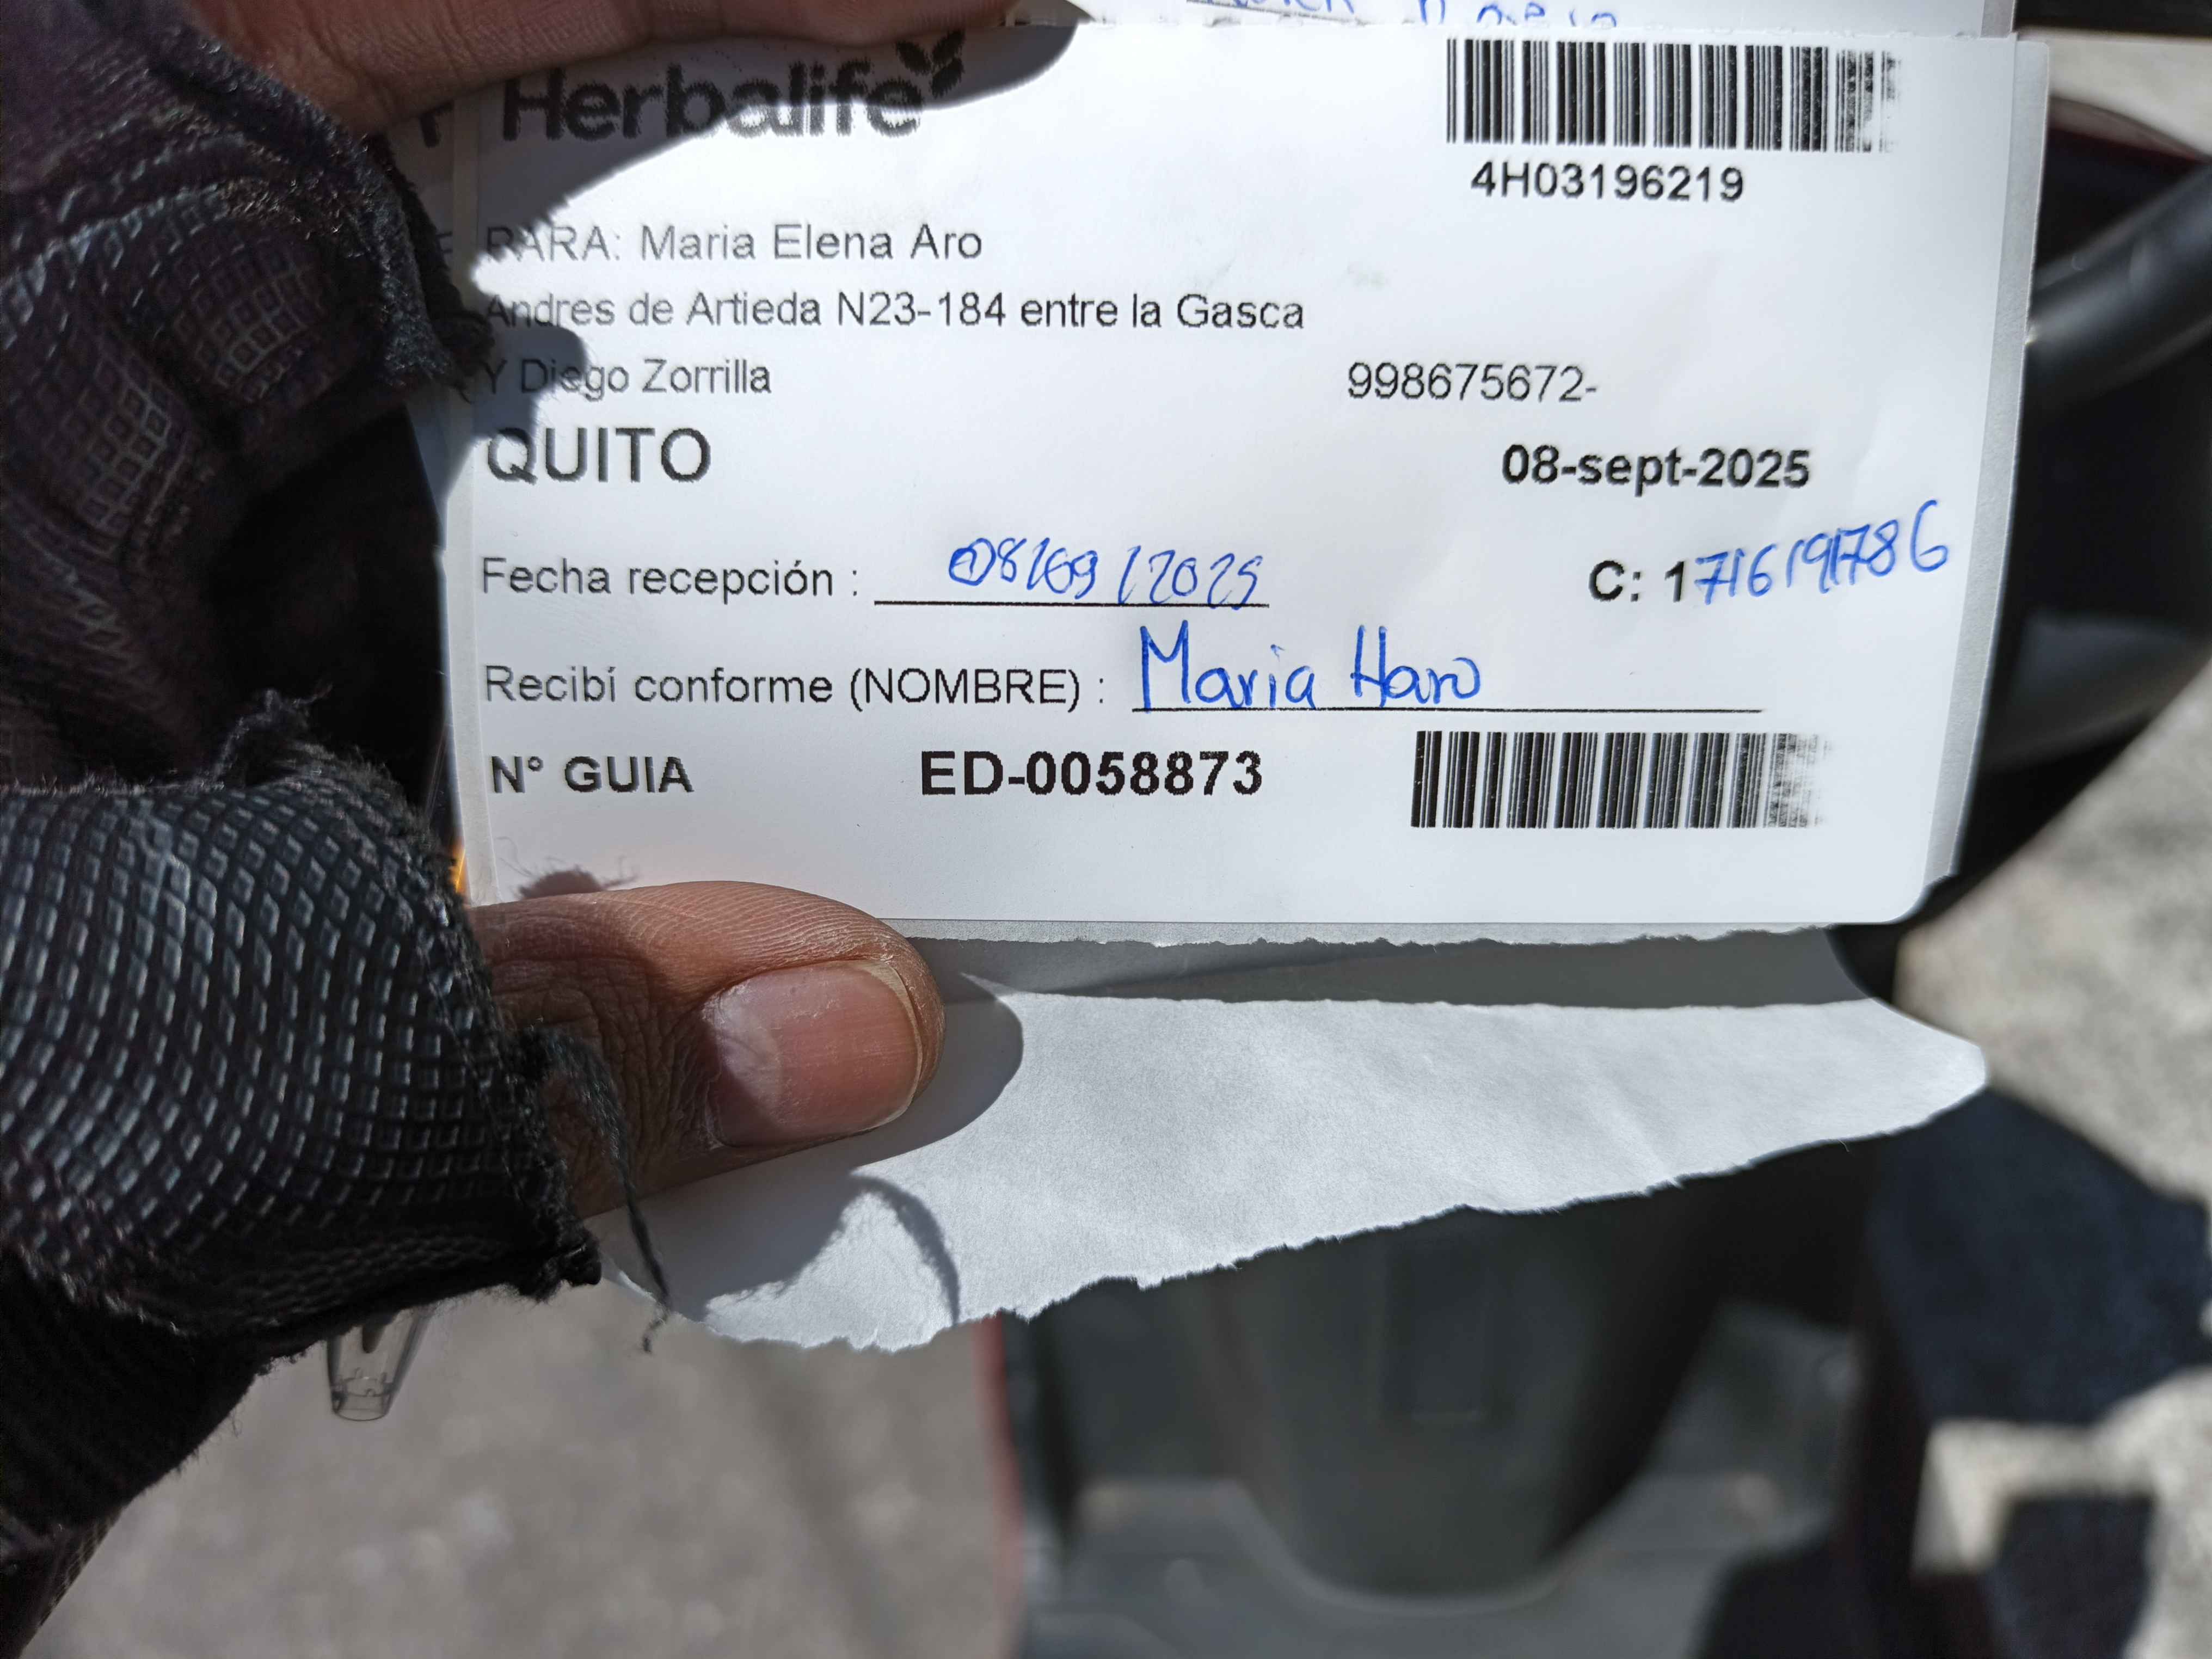 Herbalife
4H03196219
PARA: Maria Elena Aro
Andres de Artieda N23-184 entre la Gasca
Y Diego Zorrilla 998675672-
QUITO 08-sept-2025
Fecha recepción : 08/09/2025 C: 1716191786
Recibí conforme (NOMBRE) : Maria Haro
N° GUIA ED-0058873